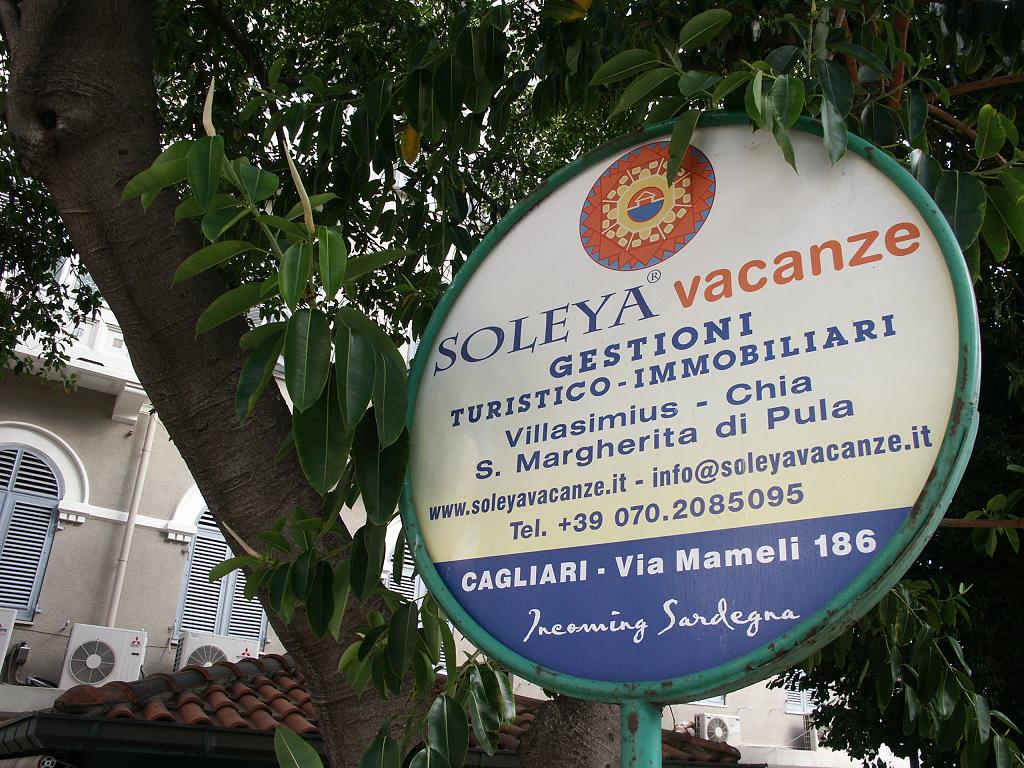 SOLEYA® vacanze
GESTIONI
TURISTICO-IMMOBILIARI
Villasimius - Chia
S. Margherita di Pula
www.soleyavacanze.it - info@soleyavacanze.it
Tel. +39 070.2085095
CAGLIARI - Via Mameli 186
Incoming Sardegna